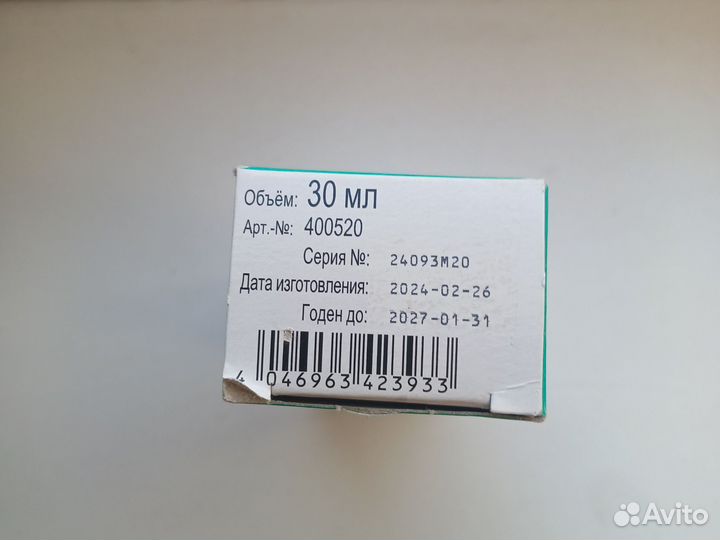 Объём: 30 мл
Арт.-№: 400520
Серия №: 24093M20
Дата изготовления: 2024-02-26
Годен до: 2027-01-31
4 046963 423933
Avito